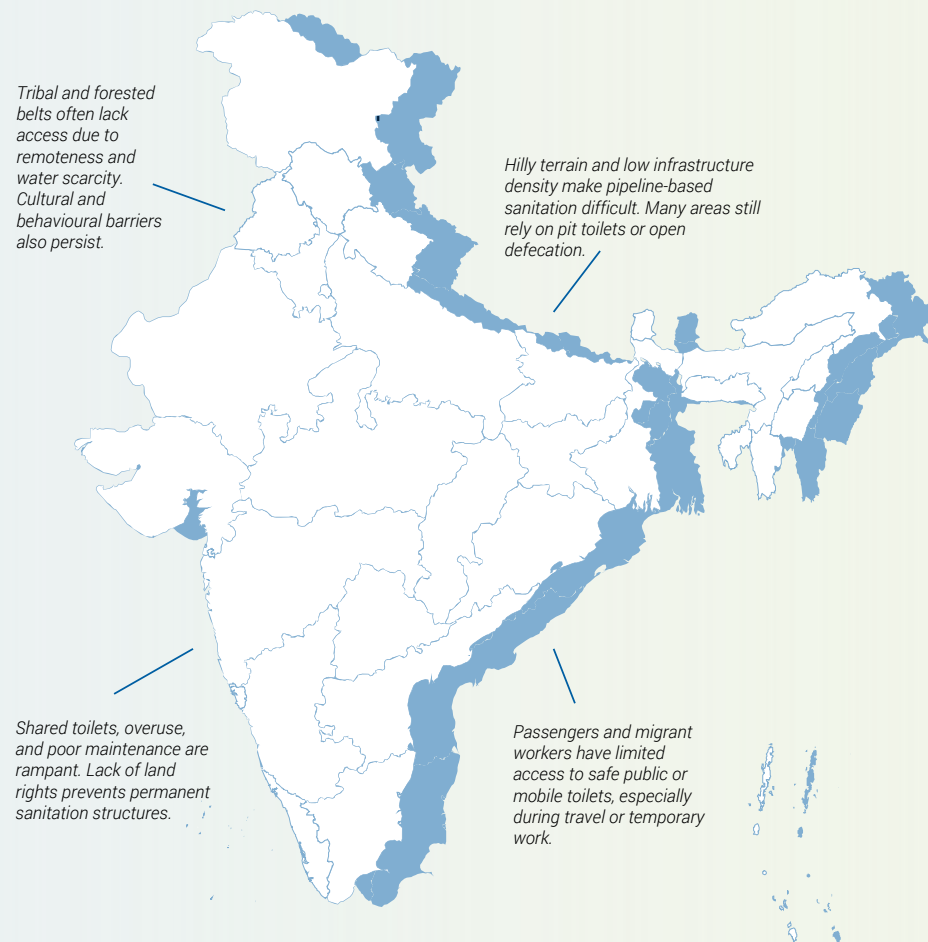 Tribal and forested
belts often lack
access due to
remoteness and
water scarcity.
Cultural and
behavioural barriers
also persist.
Hilly terrain and low infrastructure
density make pipeline-based
sanitation difficult. Many areas still
rely on pit toilets or open
defecation.
Shared toilets, overuse,
and poor maintenance are
rampant. Lack of land
rights prevents permanent
sanitation structures.
Passengers and migrant
workers have limited
access to safe public or
mobile toilets, especially
during travel or temporary
work.